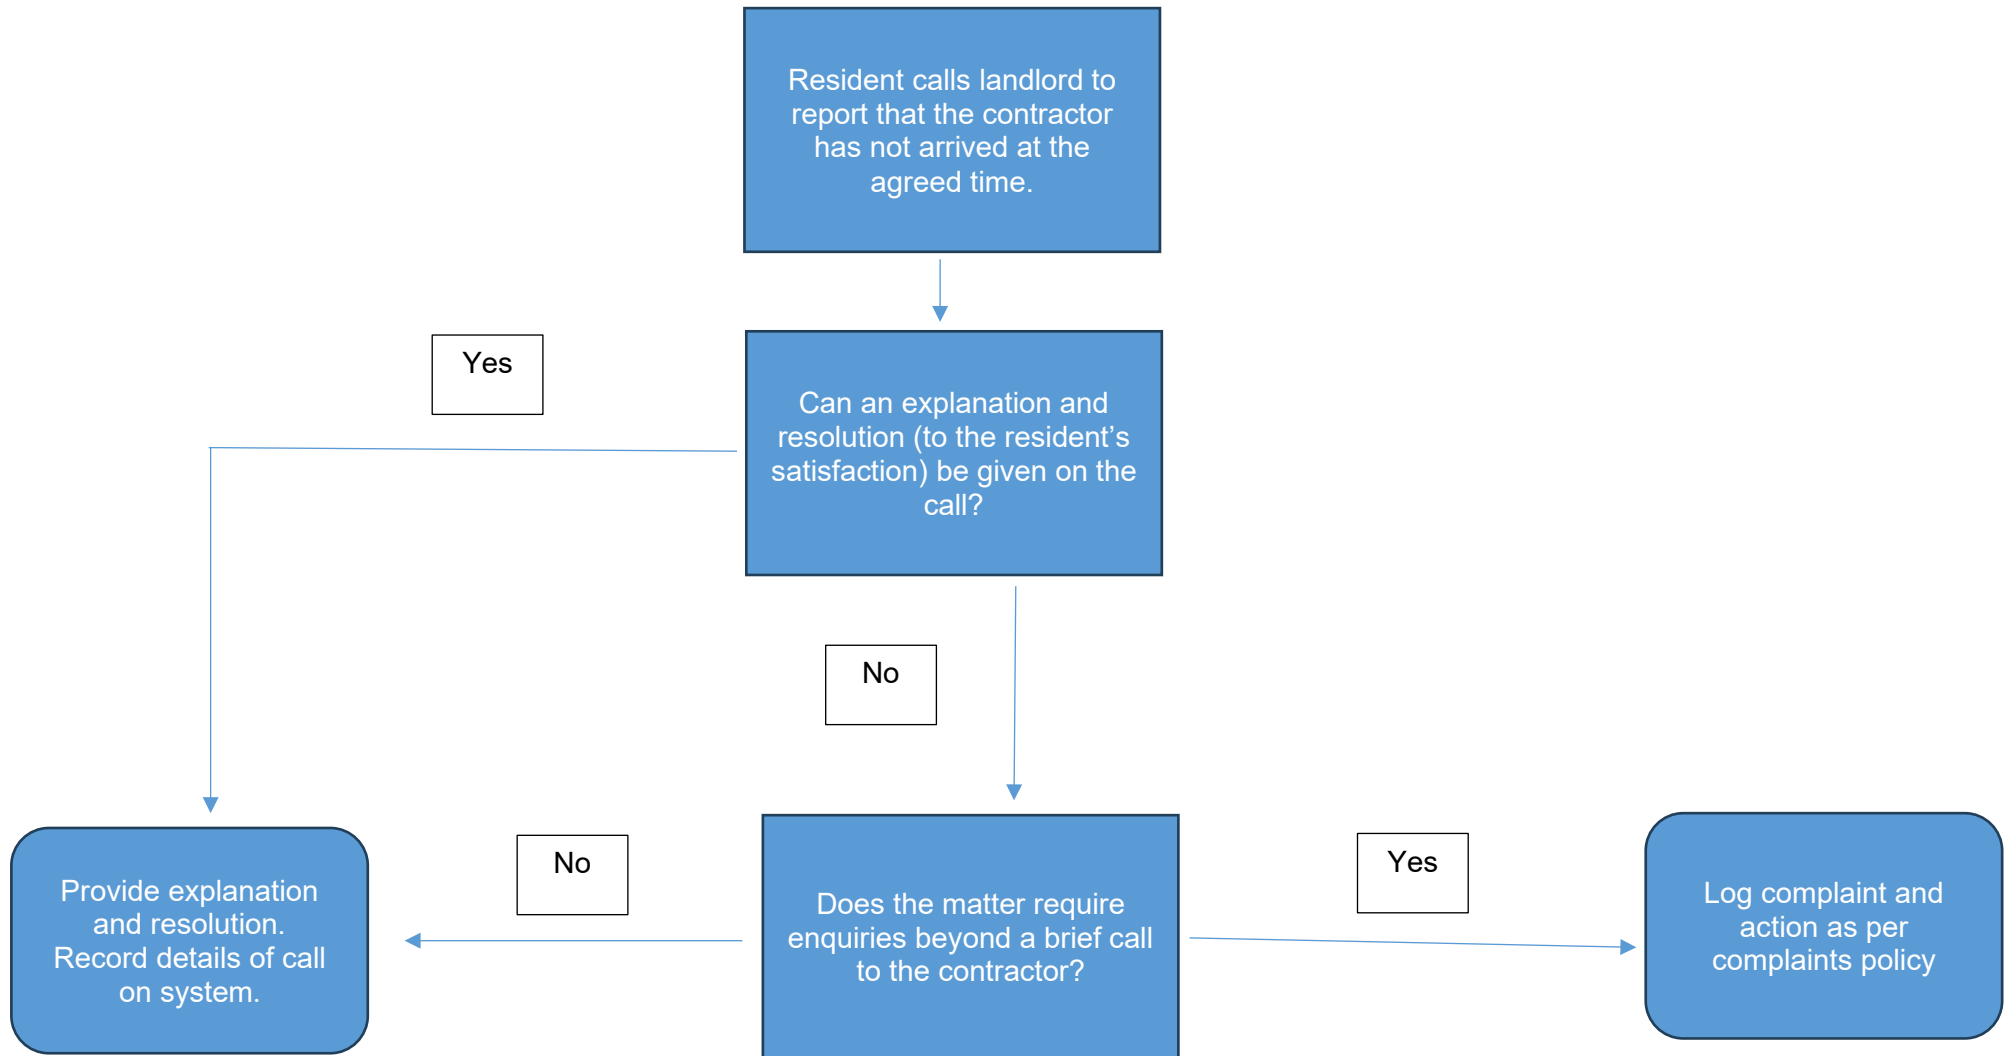 Resident calls landlord to
report that the contractor
has not arrived at the
agreed time.
Yes
Can an explanation and
resolution (to the resident’s
satisfaction) be given on the
call?
No
Provide explanation
and resolution.
Record details of call
on system.
No
Does the matter require
enquiries beyond a brief call
to the contractor?
Yes
Log complaint and
action as per
complaints policy